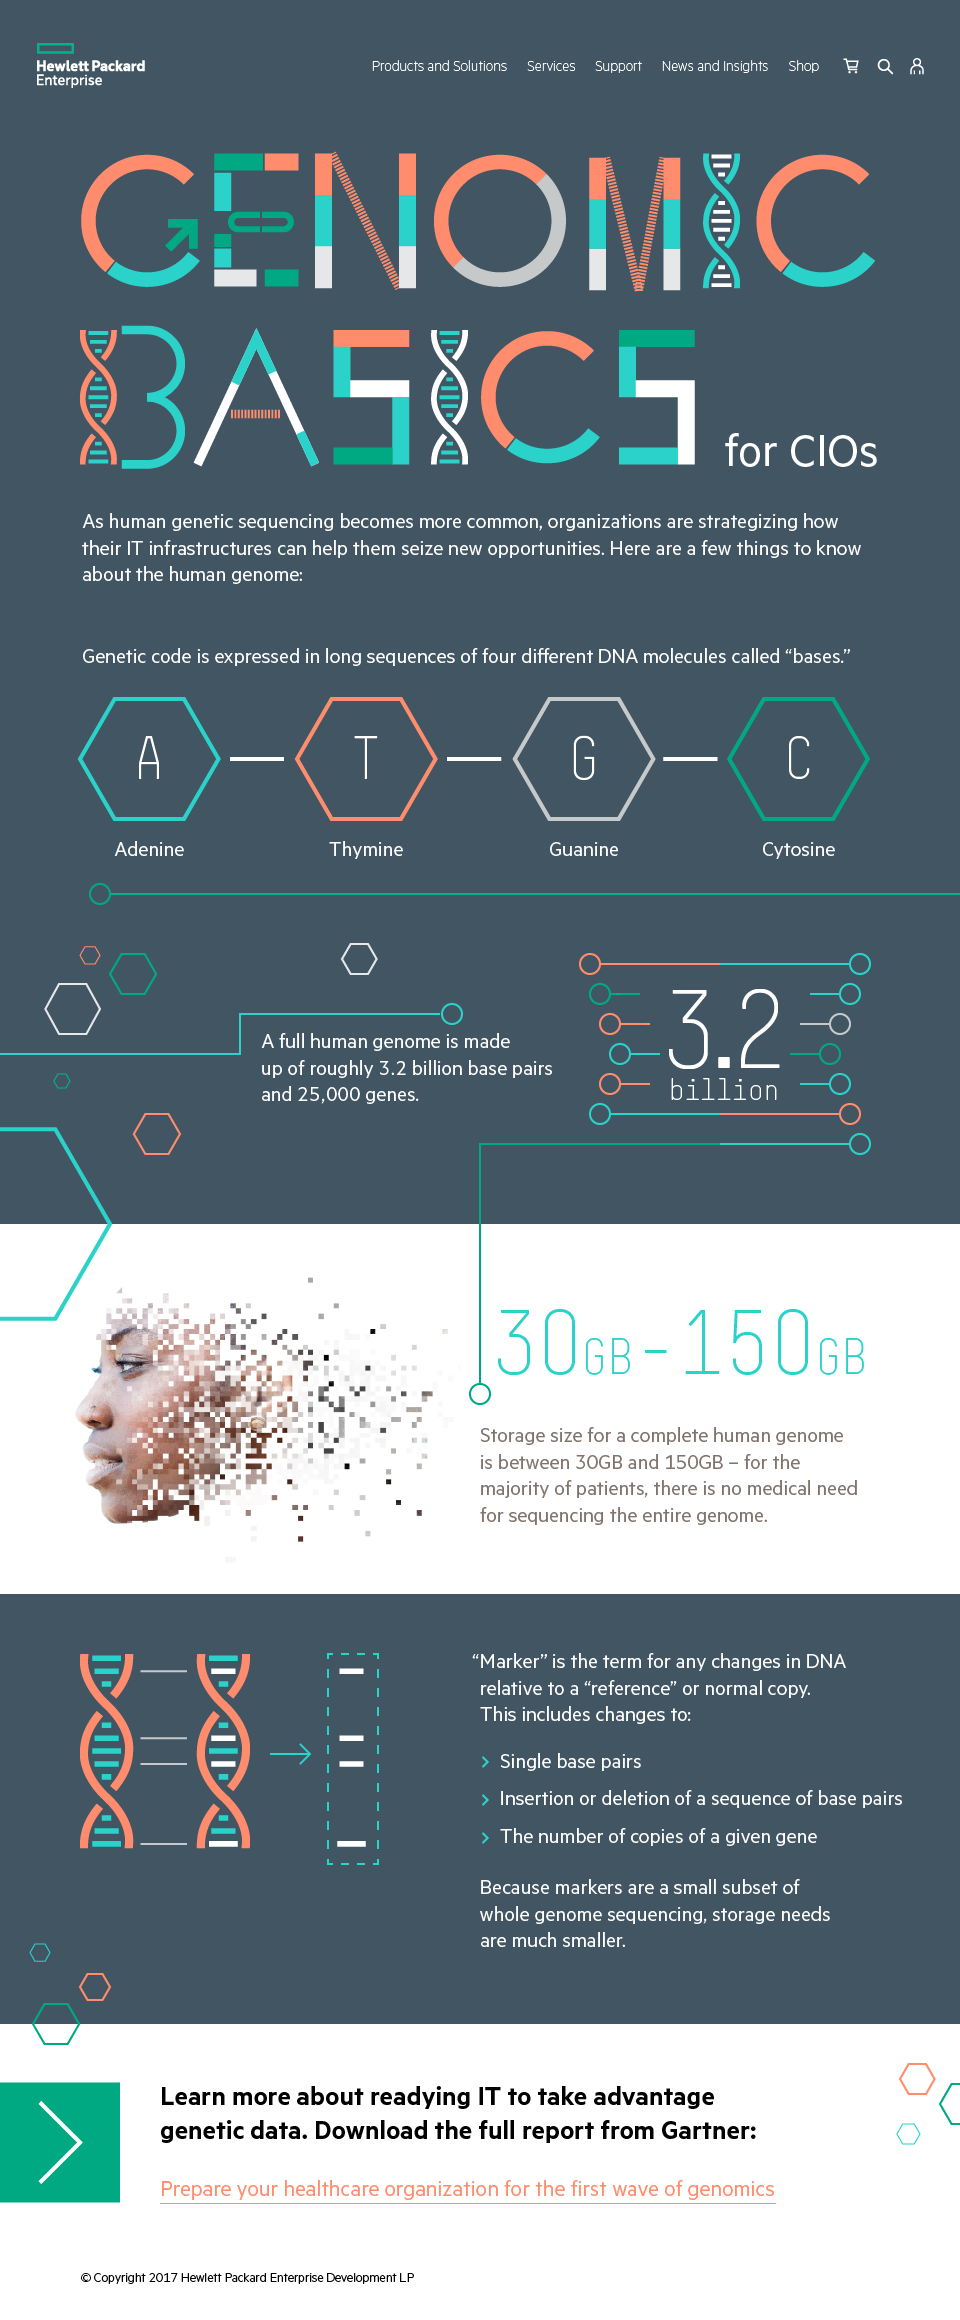 Hewlett Packard
Enterprise
Products and Solutions Services Support News and Insights Shop
GENOMIC
BASICS
for CIOs
As human genetic sequencing becomes more common, organizations are strategizing how
their IT infrastructures can help them seize new opportunities. Here are a few things to know
about the human genome:
Genetic code is expressed in long sequences of four different DNA molecules called “bases.”
A T G C
Adenine Thymine Guanine Cytosine
A full human genome is made
up of roughly 3.2 billion base pairs
and 25,000 genes.
3.2
billion
30GB – 150GB
Storage size for a complete human genome
is between 30GB and 150GB – for the
majority of patients, there is no medical need
for sequencing the entire genome.
“Marker” is the term for any changes in DNA
relative to a “reference” or normal copy.
This includes changes to:
Single base pairs
Insertion or deletion of a sequence of base pairs
The number of copies of a given gene
Because markers are a small subset of
whole genome sequencing, storage needs
are much smaller.
Learn more about readying IT to take advantage
genetic data. Download the full report from Gartner:
Prepare your healthcare organization for the first wave of genomics
© Copyright 2017 Hewlett Packard Enterprise Development LP